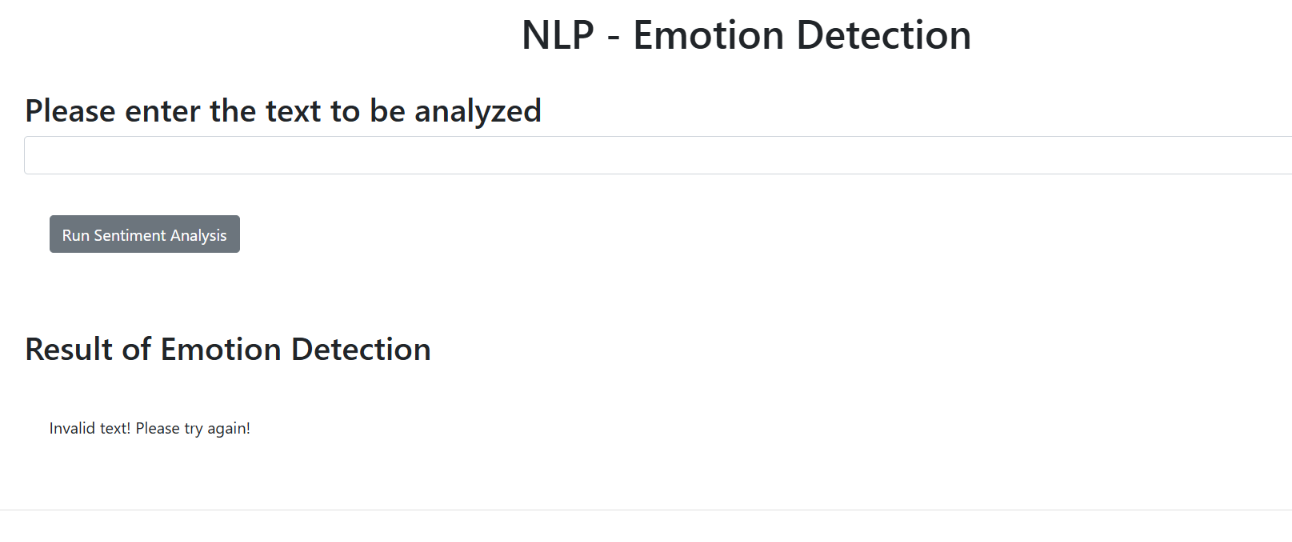 NLP - Emotion Detection
Please enter the text to be analyzed
Run Sentiment Analysis
Result of Emotion Detection
Invalid text! Please try again!